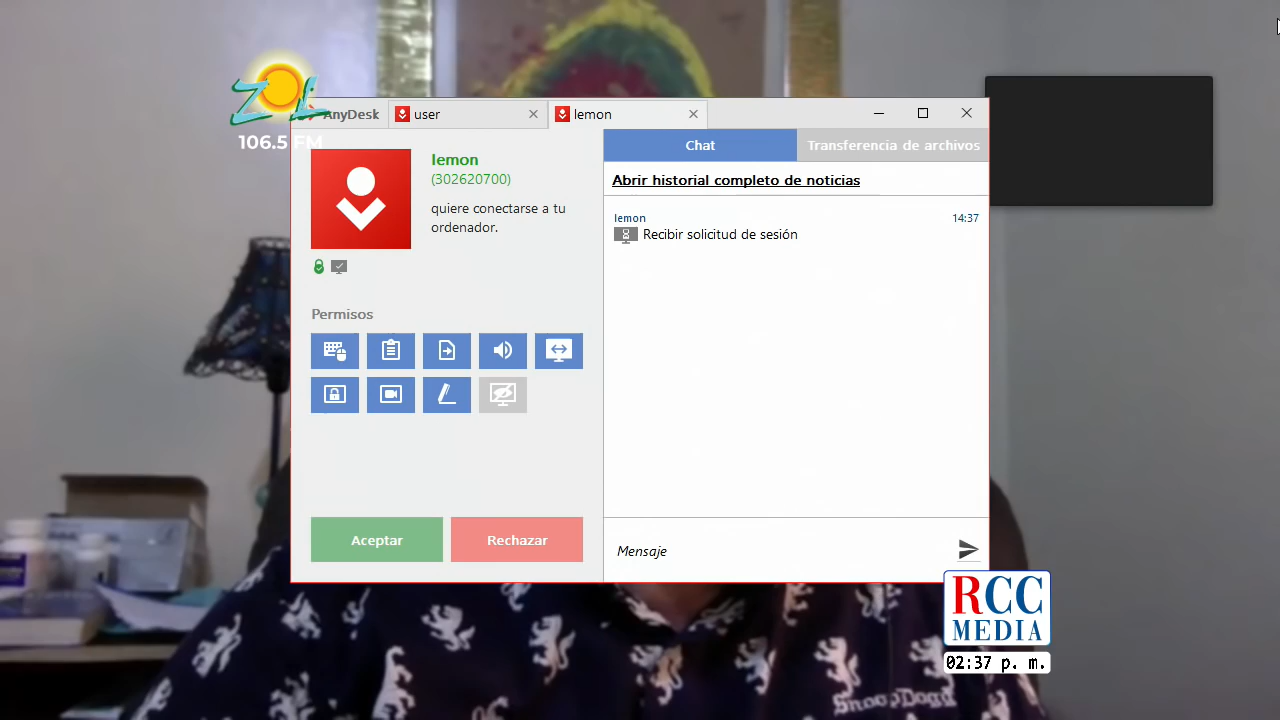 ZOL
106.5 FM
AnyDesk
user
lemon
lemon
(302620700)
quiere conectarse a tu
ordenador.
Permisos
Aceptar
Rechazar
Chat
Transferencia de archivos
Abrir historial completo de noticias
lemon
14:37
Recibir solicitud de sesión
Mensaje
RCC
MEDIA
02:37 p. m.
SnoopDogg